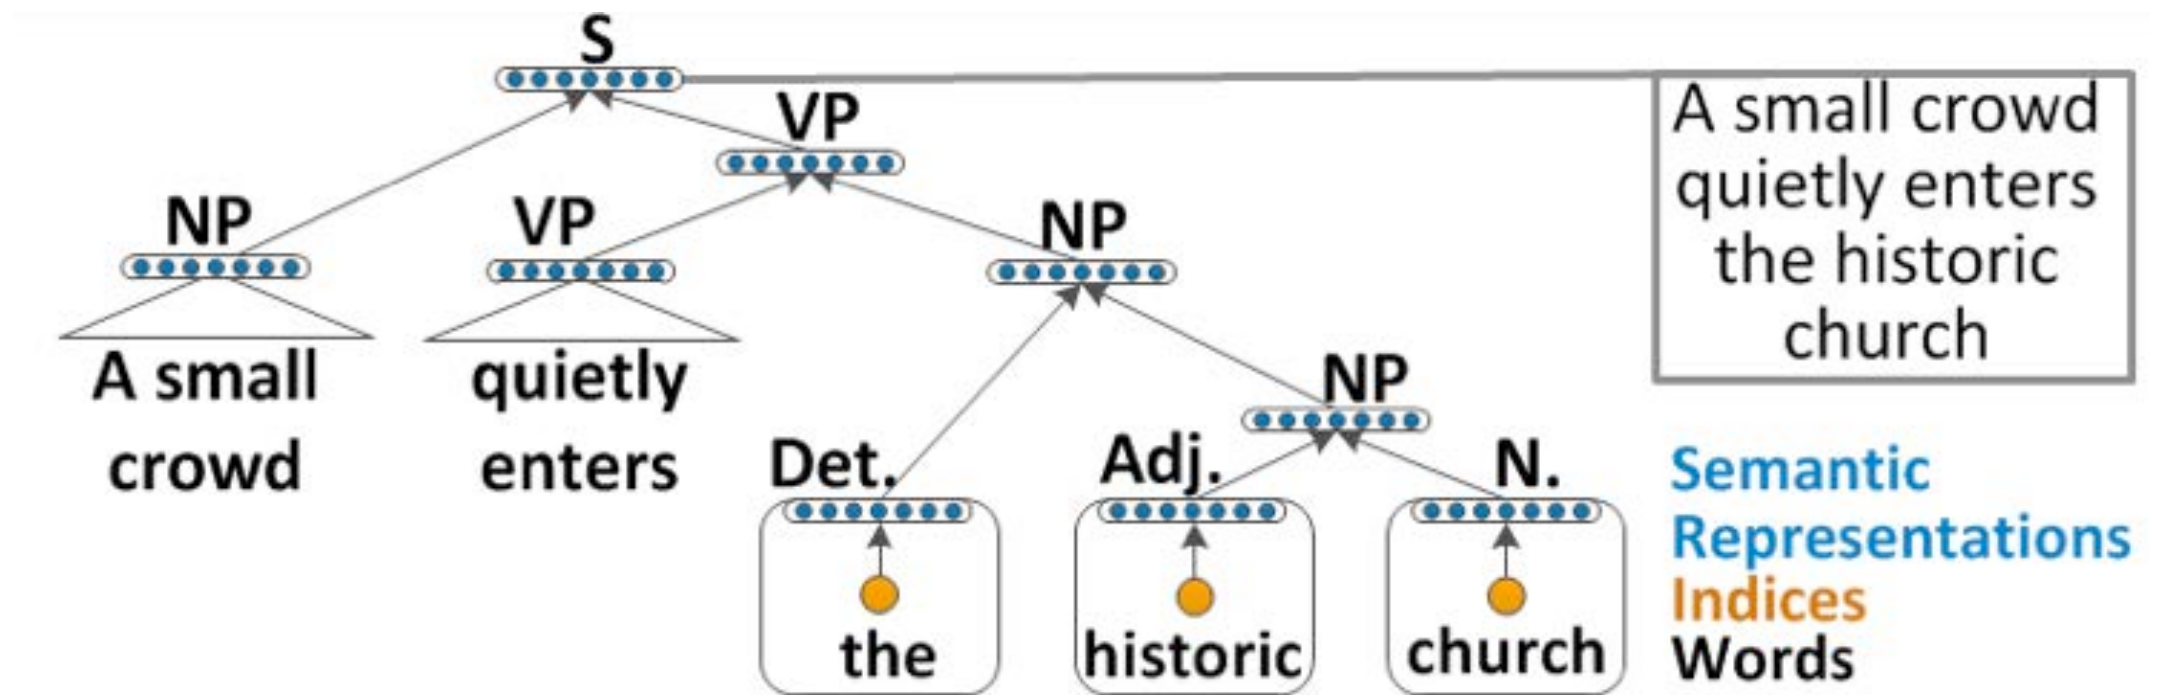 S
VP
NP
VP
NP
A small
crowd
quietly
enters
NP
Det.
Adj.
N.
the
historic
church
A small crowd
quietly enters
the historic
church
Semantic
Representations
Indices
Words